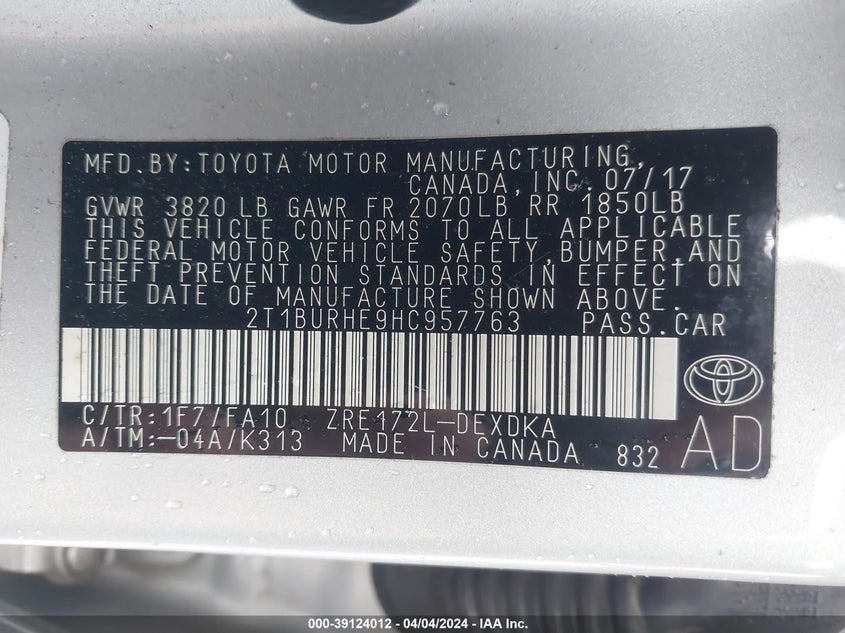 MFD.BY:TOYOTA MOTOR MANUFACTURING,
CANADA,INC.07/17
GVWR 3820LB GAWR FR 2070LB RR 1850LB
THIS VEHICLE CONFORMS TO ALL APPLICABLE
FEDERAL MOTOR VEHICLE SAFETY,BUMPER,AND
THEFT PREVENTION STANDARDS IN EFFECT ON
THE DATE OF MANUFACTURE SHOWN ABOVE.
2T1BURHE9HC957763 PASS.CAR
C/TR:1F7/FA10 ZRE172L-DEXDKA
A/TM:-04A/K313 MADE IN CANADA 832 AD
000-39124012 - 04/04/2024 - IAA Inc.